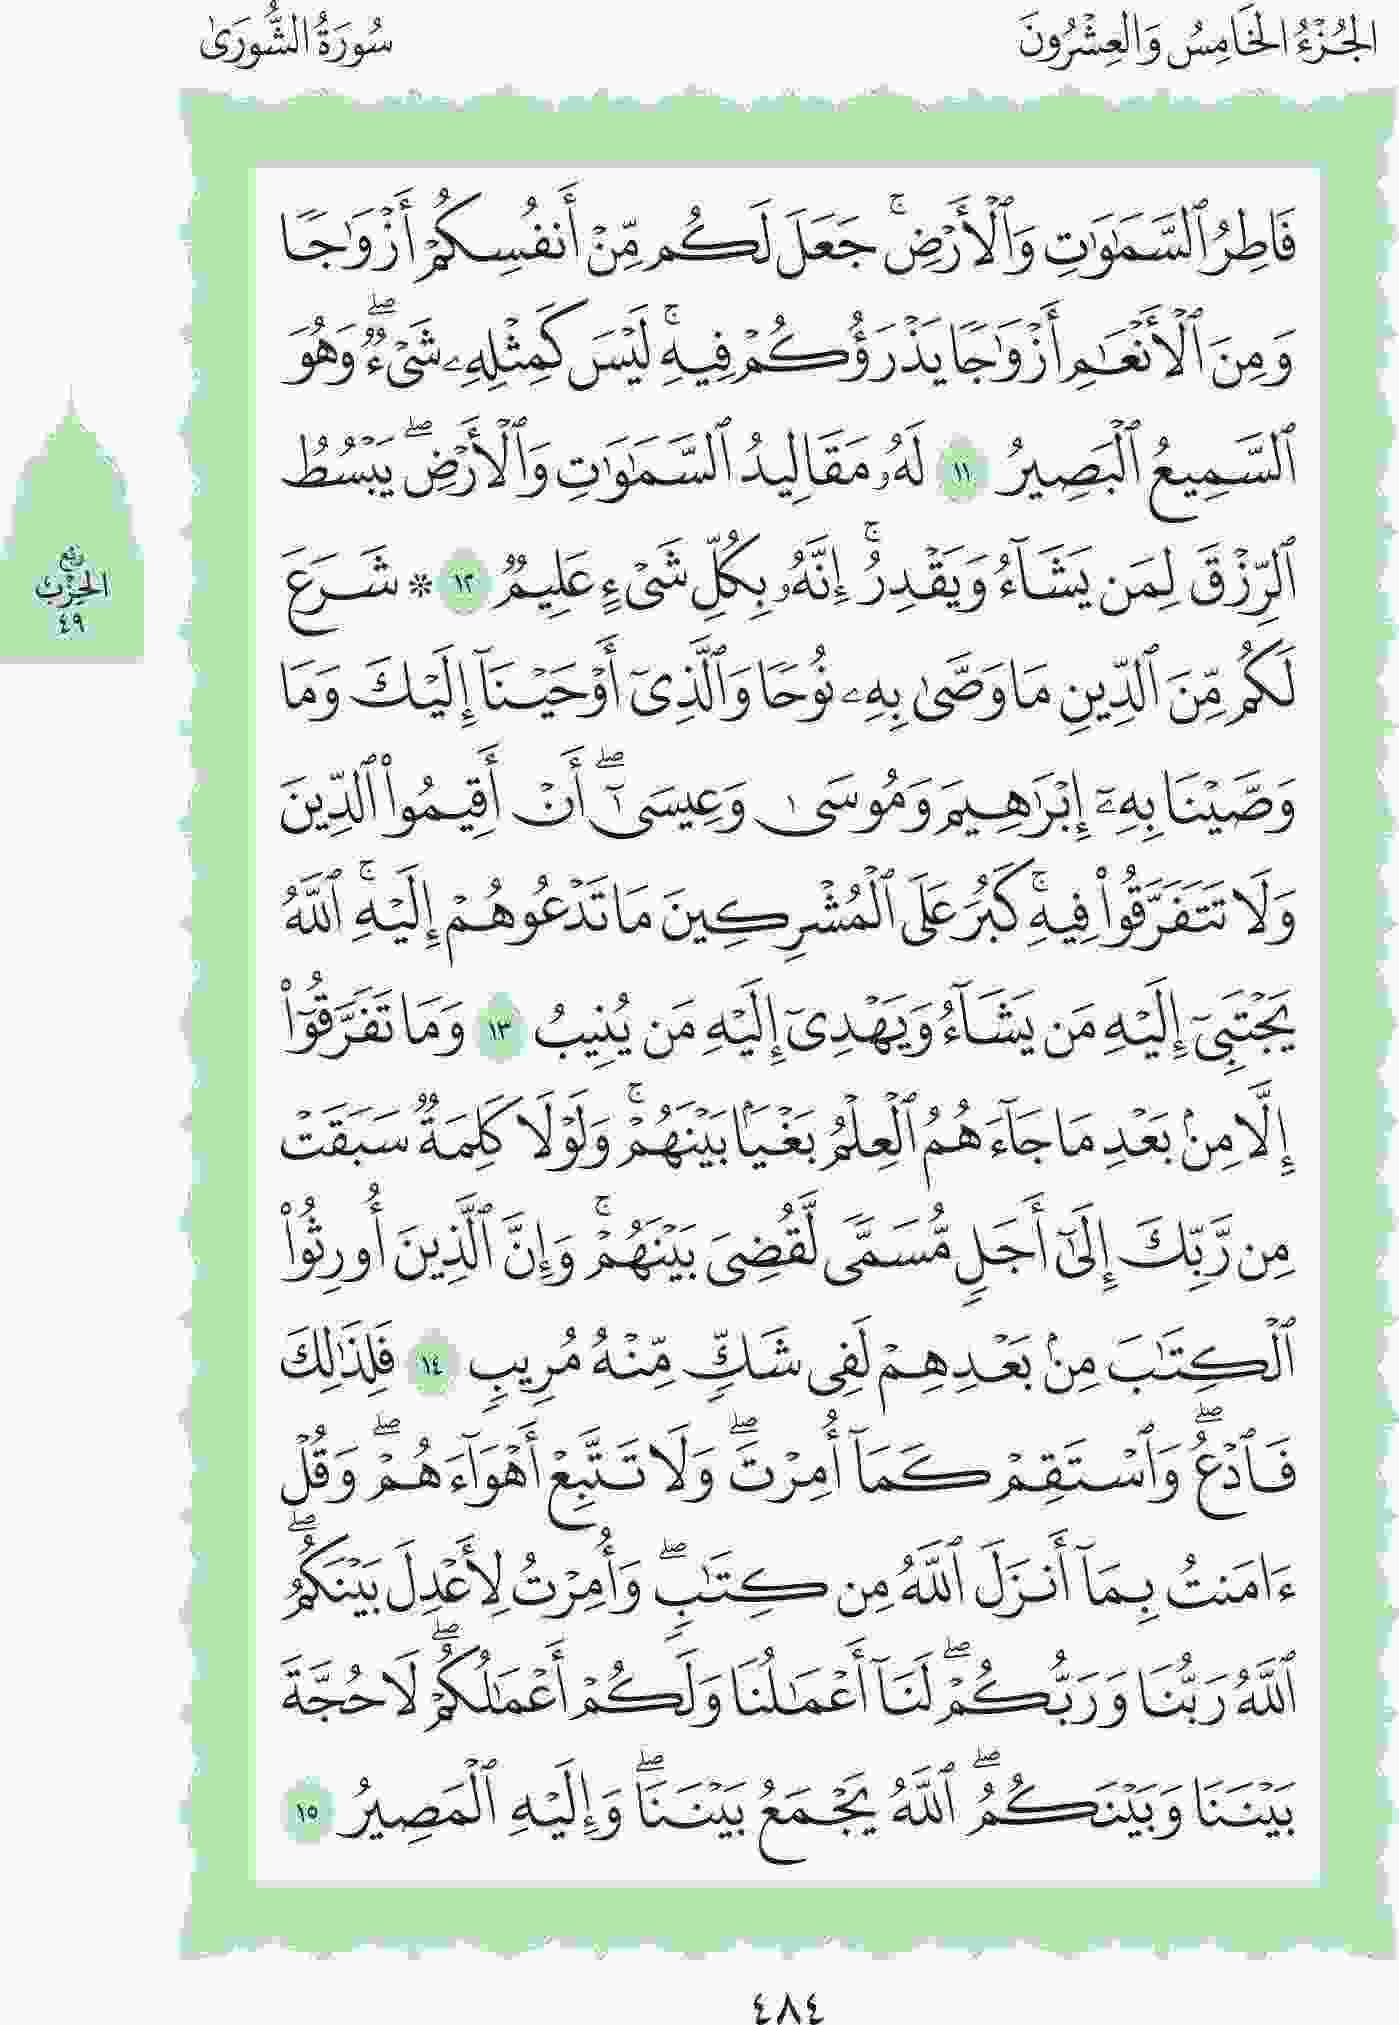 الجُزْءُ الخَامِسُ وَالعِشْرُونَ
سُورَةُ الشُّورَىٰ
فَاطِرُ ٱلسَّمَٰوَٰتِ وَٱلْأَرْضِۚ جَعَلَ لَكُم مِّنْ أَنفُسِكُمْ أَزْوَٰجًا
وَمِنَ ٱلْأَنْعَٰمِ أَزْوَٰجًا يَذْرَؤُكُمْ فِيهِۚ لَيْسَ كَمِثْلِهِۦ شَىْءٌۖ وَهُوَ
ٱلسَّمِيعُ ٱلْبَصِيرُ ١١ لَهُۥ مَقَالِيدُ ٱلسَّمَٰوَٰتِ وَٱلْأَرْضِۖ يَبْسُطُ
ٱلرِّزْقَ لِمَن يَشَآءُ وَيَقْدِرُۚ إِنَّهُۥ بِكُلِّ شَىْءٍ عَلِيمٌ ١٢ * شَرَعَ
لَكُم مِّنَ ٱلدِّينِ مَا وَصَّىٰ بِهِۦ نُوحًا وَٱلَّذِىٓ أَوْحَيْنَآ إِلَيْكَ وَمَا
وَصَّيْنَا بِهِۦٓ إِبْرَٰهِيمَ وَمُوسَىٰ وَعِيسَىٰٓۖ أَنْ أَقِيمُوا۟ ٱلدِّينَ
وَلَا تَتَفَرَّقُوا۟ فِيهِۚ كَبُرَ عَلَى ٱلْمُشْرِكِينَ مَا تَدْعُوهُمْ إِلَيْهِۚ ٱللَّهُ
يَجْتَبِىٓ إِلَيْهِ مَن يَشَآءُ وَيَهْدِىٓ إِلَيْهِ مَن يُنِيبُ ١٣ وَمَا تَفَرَّقُوٓا۟
إِلَّا مِنۢ بَعْدِ مَا جَآءَهُمُ ٱلْعِلْمُ بَغْيَۢا بَيْنَهُمْۚ وَلَوْلَا كَلِمَةٌ سَبَقَتْ
مِن رَّبِّكَ إِلَىٰٓ أَجَلٍ مُّسَمًّى لَّقُضِىَ بَيْنَهُمْۚ وَإِنَّ ٱلَّذِينَ أُورِثُوا۟
ٱلْكِتَٰبَ مِنۢ بَعْدِهِمْ لَفِى شَكٍّ مِّنْهُ مُرِيبٍ ١٤ فَلِذَٰلِكَ
فَٱدْعُۖ وَٱسْتَقِمْ كَمَآ أُمِرْتَۖ وَلَا تَتَّبِعْ أَهْوَآءَهُمْۖ وَقُلْ
ءَامَنتُ بِمَآ أَنزَلَ ٱللَّهُ مِن كِتَٰبٍۖ وَأُمِرْتُ لِأَعْدِلَ بَيْنَكُمُۖ
ٱللَّهُ رَبُّنَا وَرَبُّكُمْۖ لَنَآ أَعْمَٰلُنَا وَلَكُمْ أَعْمَٰلُكُمْۖ لَا حُجَّةَ
بَيْنَنَا وَبَيْنَكُمُۖ ٱللَّهُ يَجْمَعُ بَيْنَنَاۖ وَإِلَيْهِ ٱلْمَصِيرُ ١٥
رُبْع
الحِزْب
٤٩
٤٨٤